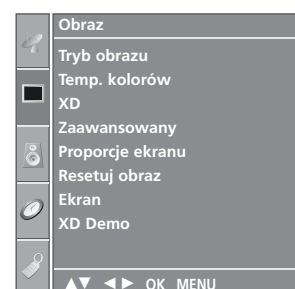 Obraz
Tryb obrazu
Temp. kolorów
XD
Zaawansowany
Proporcje ekranu
Resetuj obraz
Ekran
XD Demo
▲▼ ◄► OK MENU